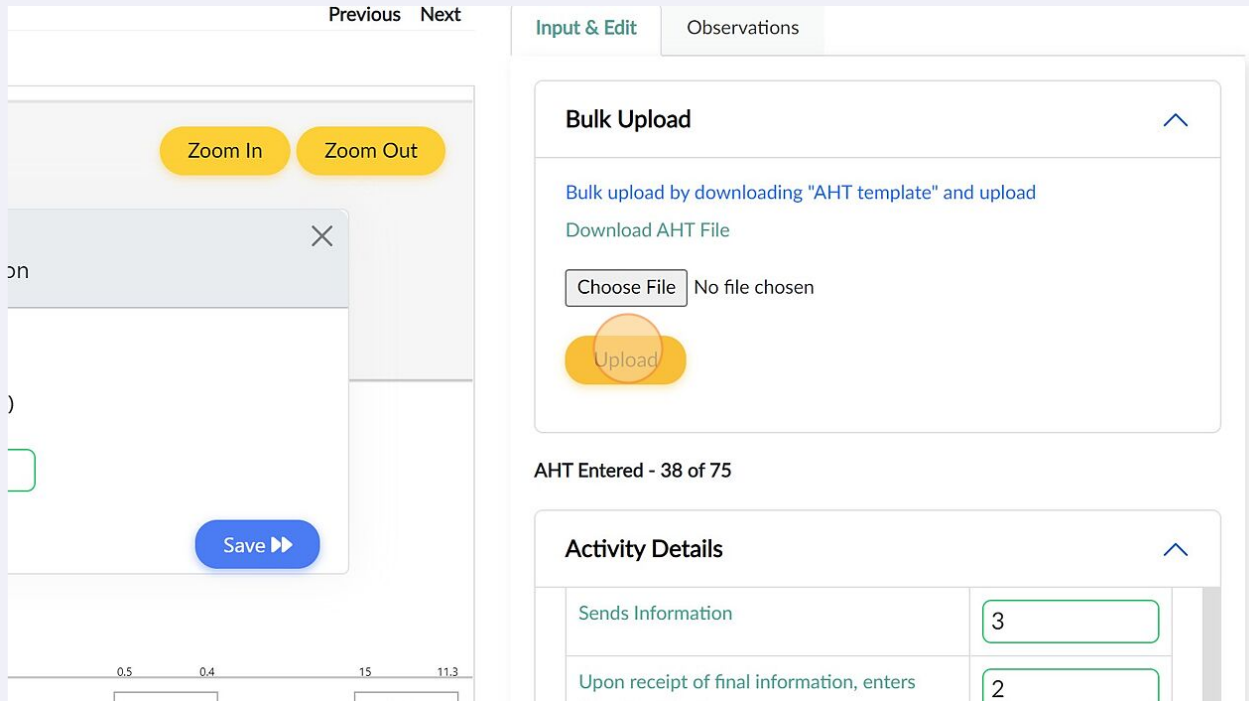 Previous Next
Input & Edit Observations
Bulk Upload
Zoom In Zoom Out
Bulk upload by downloading "AHT template" and upload
Download AHT File
on
Choose File No file chosen
Upload
)
AHT Entered - 38 of 75
Save
Activity Details
Sends Information 3
0.5 0.4 15 11.3
Upon receipt of final information, enters 2